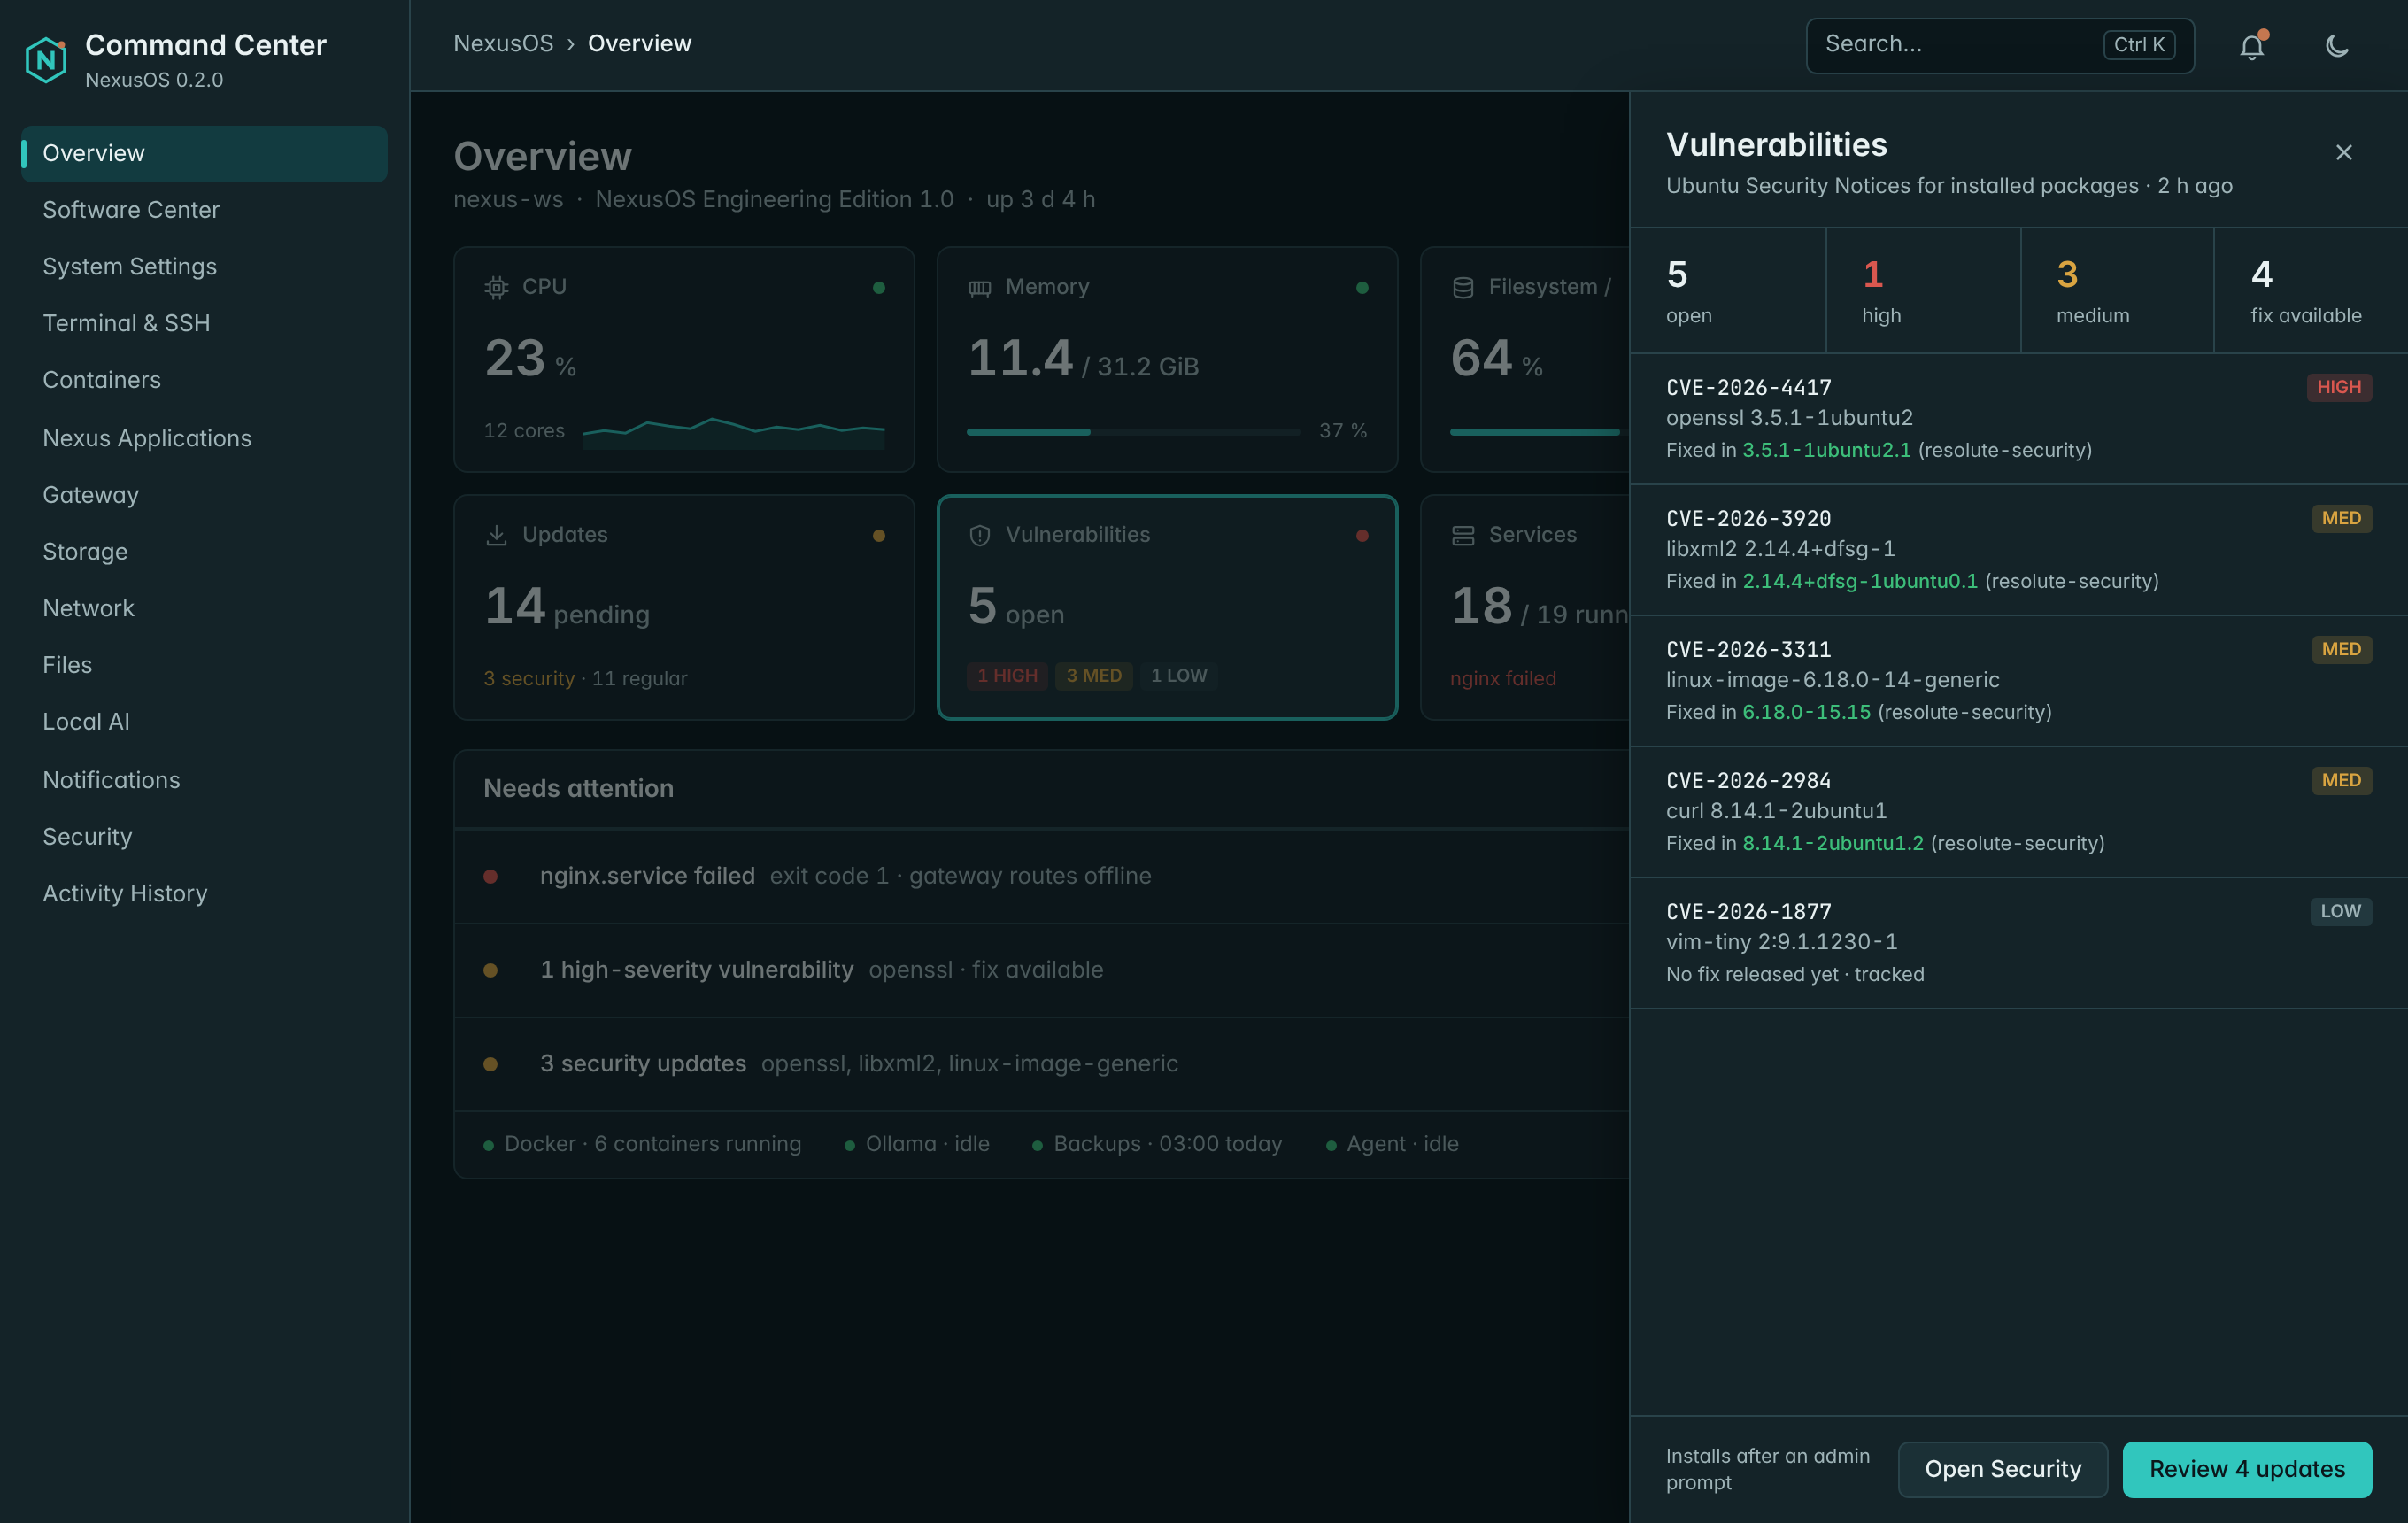 Command Center
NexusOS 0.2.0
Overview
Software Center
System Settings
Terminal & SSH
Containers
Nexus Applications
Gateway
Storage
Network
Files
Local AI
Notifications
Security
Activity History
NexusOS › Overview
Search...
Ctrl K
Overview
nexus-ws · NexusOS Engineering Edition 1.0 · up 3 d 4 h
CPU
23 %
12 cores
Memory
11.4 / 31.2 GiB
37 %
Filesystem /
64 %
Updates
14 pending
3 security · 11 regular
Vulnerabilities
5 open
1 HIGH 3 MED 1 LOW
Services
18 / 19 runn
nginx failed
Needs attention
nginx.service failed exit code 1 · gateway routes offline
1 high-severity vulnerability openssl · fix available
3 security updates openssl, libxml2, linux-image-generic
Docker · 6 containers running Ollama · idle Backups · 03:00 today Agent · idle
Vulnerabilities
Ubuntu Security Notices for installed packages · 2 h ago
5
open
1
high
3
medium
4
fix available
CVE-2026-4417 HIGH
openssl 3.5.1-1ubuntu2
Fixed in 3.5.1-1ubuntu2.1 (resolute-security)
CVE-2026-3920 MED
libxml2 2.14.4+dfsg-1
Fixed in 2.14.4+dfsg-1ubuntu0.1 (resolute-security)
CVE-2026-3311 MED
linux-image-6.18.0-14-generic
Fixed in 6.18.0-15.15 (resolute-security)
CVE-2026-2984 MED
curl 8.14.1-2ubuntu1
Fixed in 8.14.1-2ubuntu1.2 (resolute-security)
CVE-2026-1877 LOW
vim-tiny 2:9.1.1230-1
No fix released yet · tracked
Installs after an admin
prompt
Open Security
Review 4 updates